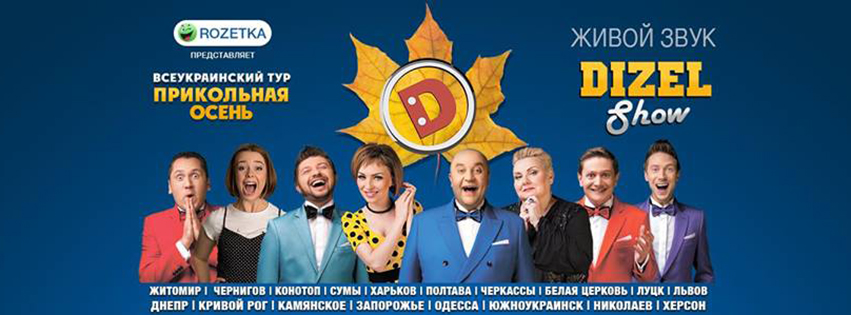 ROZETKA
ПРЕДСТАВЛЯЕТ
ВСЕУКРАИНСКИЙ ТУР
ПРИКОЛЬНАЯ
ОСЕНЬ
:D
ЖИВОЙ ЗВУК
DIZEL
Show
ЖИТОМИР | ЧЕРНИГОВ | КОНОТОП | СУМЫ | ХАРЬКОВ | ПОЛТАВА | ЧЕРКАССЫ | БЕЛАЯ ЦЕРКОВЬ | ЛУЦК | ЛЬВОВ
ДНЕПР | КРИВОЙ РОГ | КАМЯНСКОЕ | ЗАПОРОЖЬЕ | ОДЕССА | ЮЖНОУКРАИНСК | НИКОЛАЕВ | ХЕРСОН